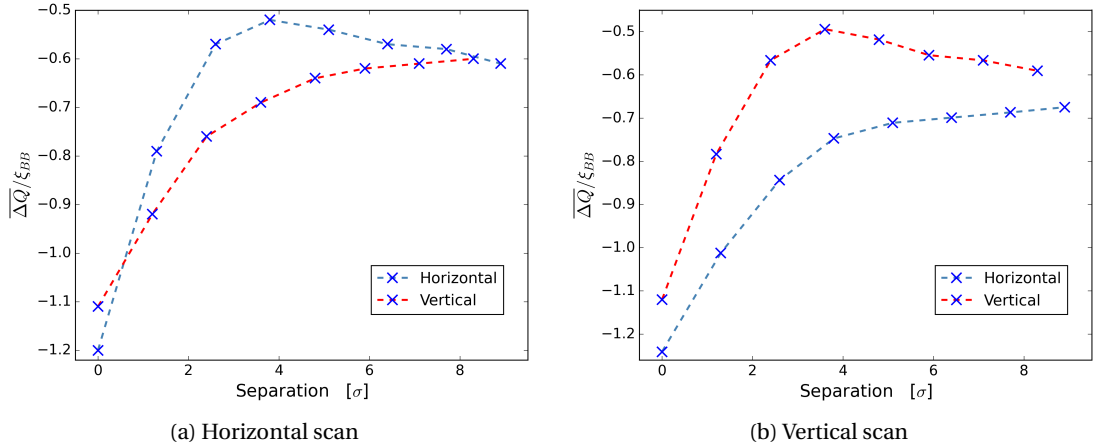 −0.5
−0.6
−0.7
−0.8
−0.9
−1.0
−1.1
−1.2
0 2 4 6 8
Separation [σ]
ΔQ̅/ξ_BB
Horizontal
Vertical
(a) Horizontal scan
−0.5
−0.6
−0.7
−0.8
−0.9
−1.0
−1.1
−1.2
0 2 4 6 8
Separation [σ]
ΔQ̅/ξ_BB
Horizontal
Vertical
(b) Vertical scan